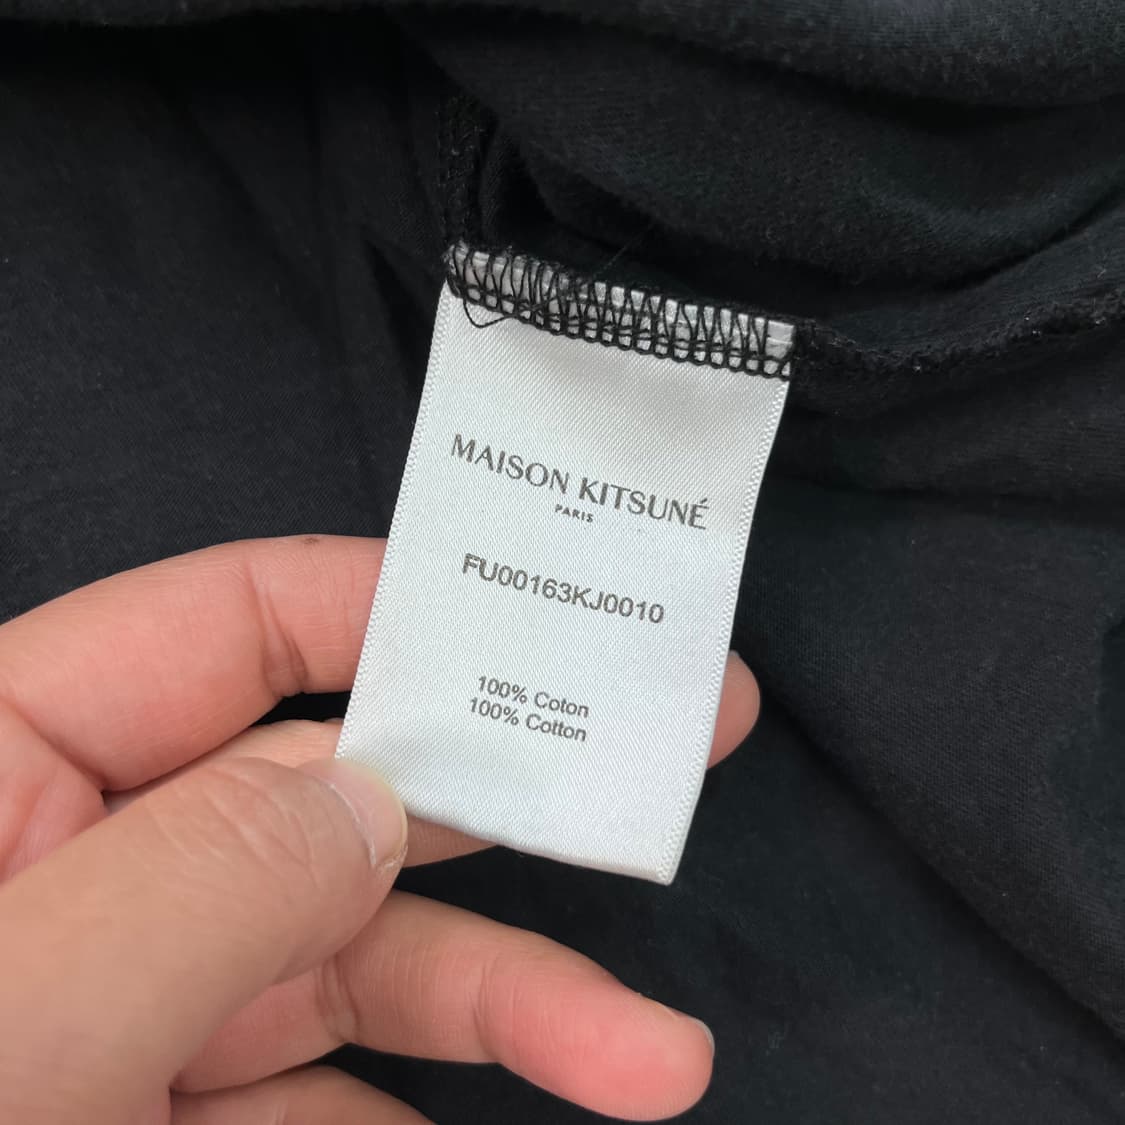 MAISON KITSUNÉ
PARIS
FU00163KJ0010
100% Coton
100% Cotton